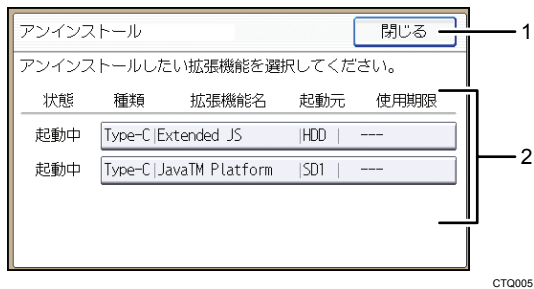 アンインストール 閉じる 1
アンインストールしたい拡張機能を選択してください。
状態 種類 拡張機能名 起動元 使用期限
起動中 Type-C|Extended JS |HDD | ---
起動中 Type-C|JavaTM Platform |SD1 | ---
2
CTQ005